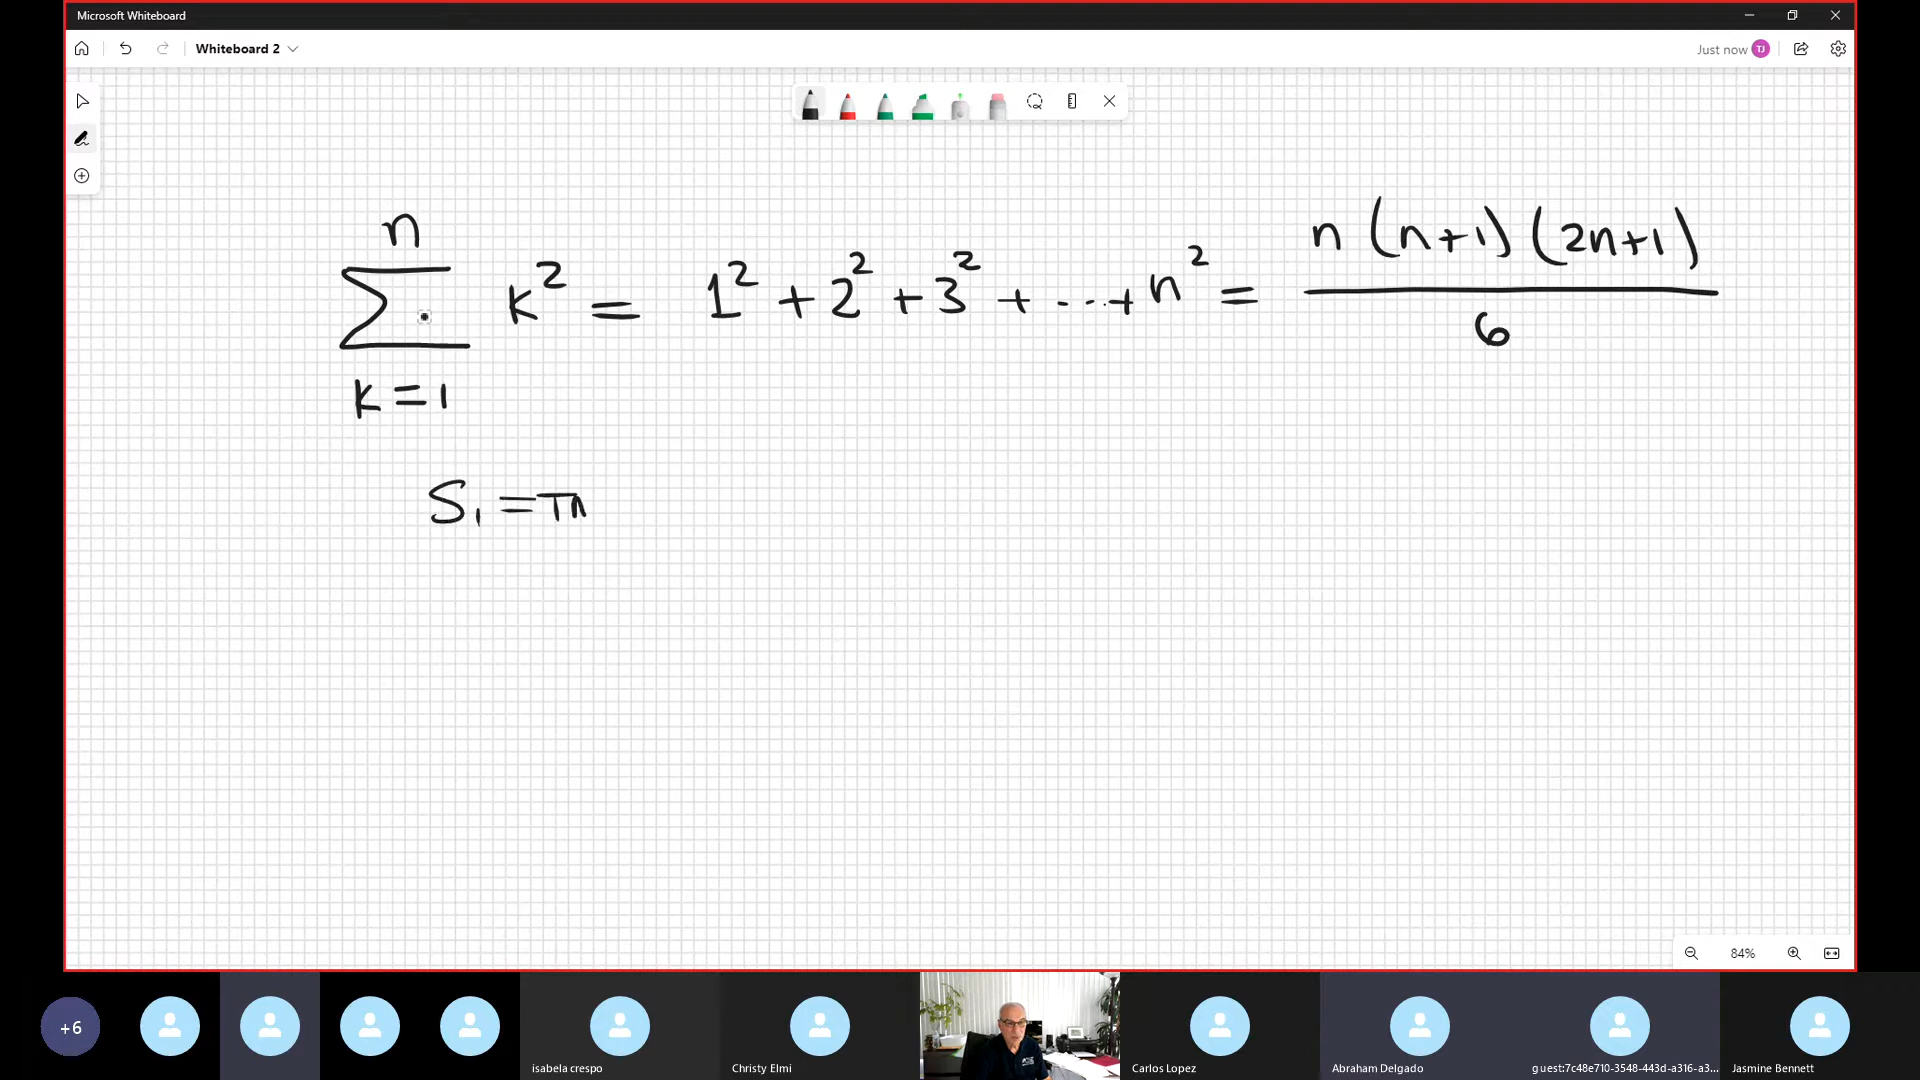 Microsoft Whiteboard
Whiteboard 2
Just now TJ
n
∑ k² = 1² + 2² + 3² + ... + n² = n (n+1) (2n+1) / 6
k = 1
S₁ =
84%
+6
isabela crespo
Christy Elmi
Carlos Lopez
Abraham Delgado
guest:7c48e710-3548-443d-a316-a3...
Jasmine Bennett